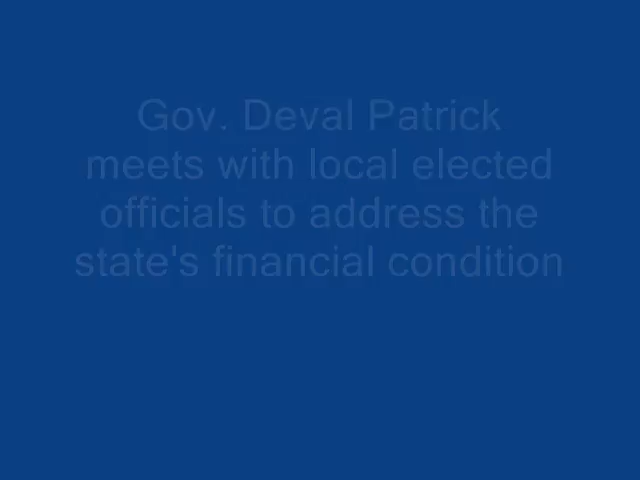 Gov. Deval Patrick
meets with local elected
officials to address the
state's financial condition